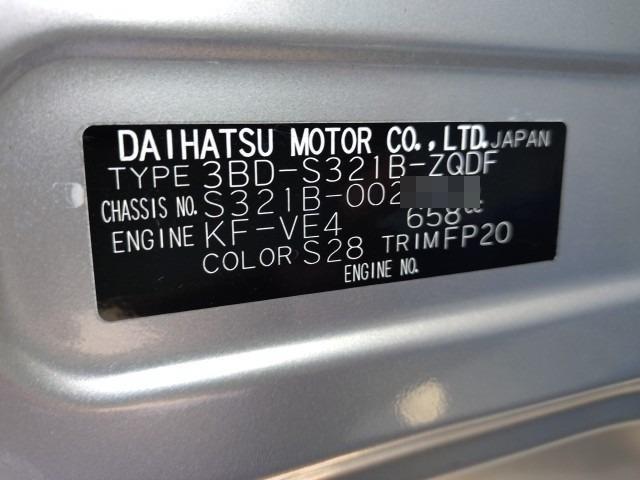 DAIHATSU MOTOR CO., LTD. JAPAN
TYPE 3BD-S321B-ZQDF
CHASSIS NO. S321B-002
ENGINE KF-VE4 658cc
COLOR S28 TRIM FP20
ENGINE NO.